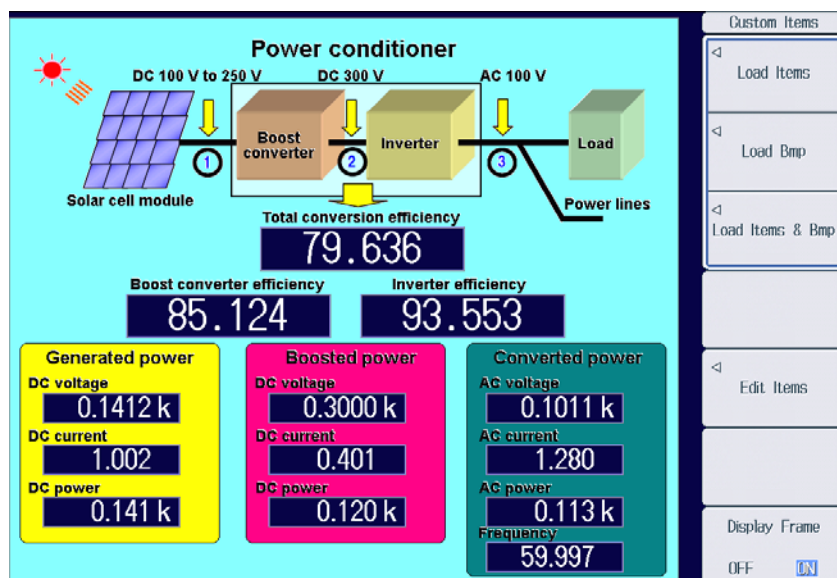 Power conditioner
DC 100 V to 250 V
DC 300 V
AC 100 V
Boost
converter
Inverter
Load
1
2
3
Solar cell module
Power lines
Total conversion efficiency
79.636
Boost converter efficiency
Inverter efficiency
85.124
93.553
Generated power
DC voltage
0.1412 k
DC current
1.002
DC power
0.141 k
Boosted power
DC voltage
0.3000 k
DC current
0.401
DC power
0.120 k
Converted power
AC voltage
0.1011 k
AC current
1.280
AC power
0.113 k
Frequency
59.997
Custom Items
Load Items
Load Bmp
Load Items & Bmp
Edit Items
Display Frame
OFF ON